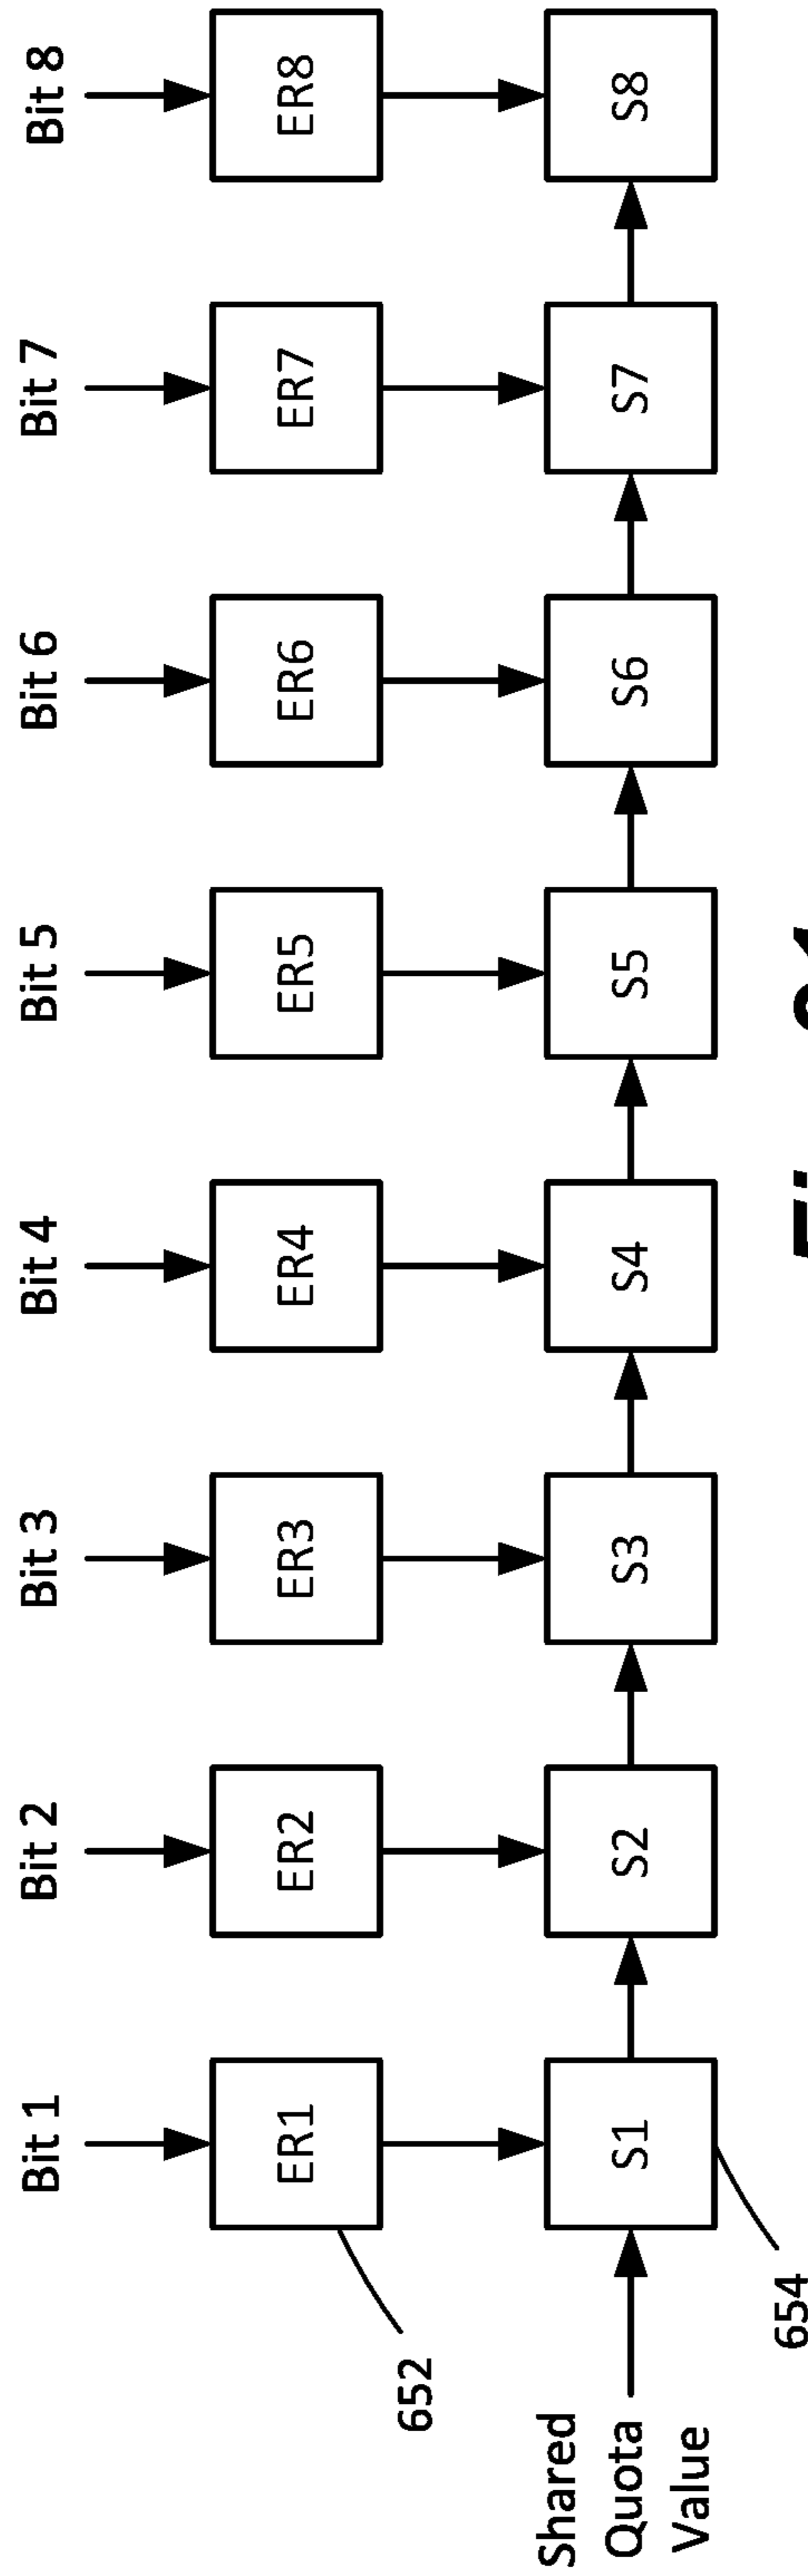 Bit 1 Bit 2 Bit 3 Bit 4 Bit 5 Bit 6 Bit 7 Bit 8
ER1 ER2 ER3 ER4 ER5 ER6 ER7 ER8
652
Shared
Quota
Value
S1 S2 S3 S4 S5 S6 S7 S8
654